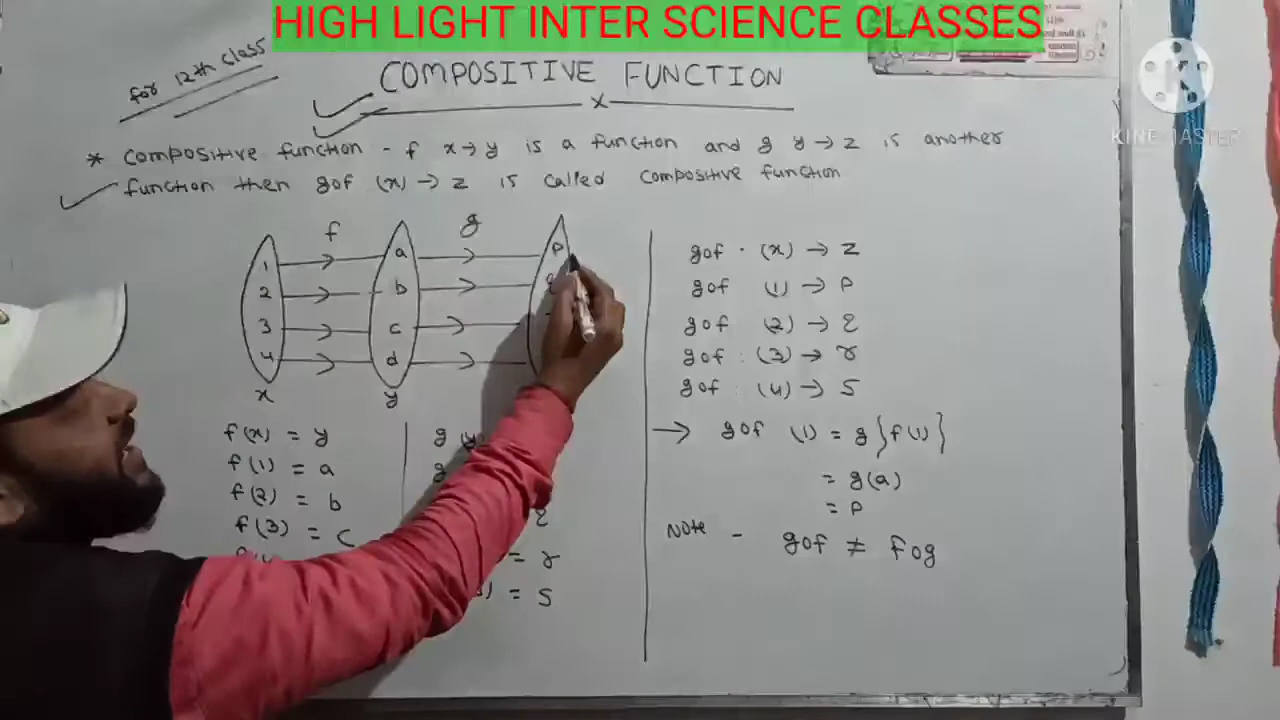 HIGH LIGHT INTER SCIENCE CLASSES
for 12th class
COMPOSITIVE FUNCTION
x
KINEMASTER
* Compositive function - f x→y is a function and g y→z is another
function then gof (x)→z is called compositive function
f g
1 a P
2 b
3 c
4 d
x y
f(x) = y
f(1) = a
f(2) = b
f(3) = c
g (y)
g
= r
= S
gof · (x) → z
gof (1) → P
gof (2) → q
gof : (3) → r
gof : (4) → S
→ gof (1) = g{f(1)}
= g(a)
= P
Note - gof ≠ fog